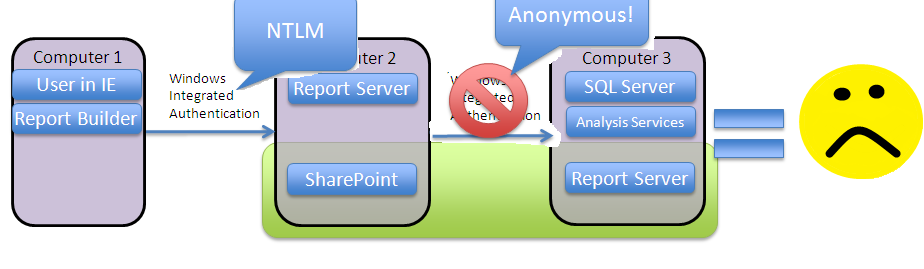 NTLM
Anonymous!
Computer 1
User in IE
Report Builder
Windows
Integrated
Authentication
2
Report Server
SharePoint
Computer 3
SQL Server
Analysis Services
Report Server